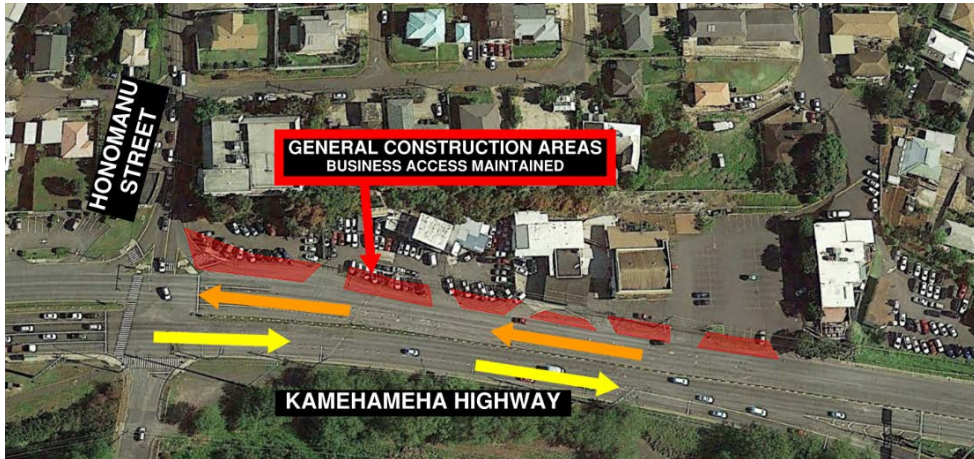 HONOMANU
STREET
GENERAL CONSTRUCTION AREAS
BUSINESS ACCESS MAINTAINED
KAMEHAMEHA HIGHWAY